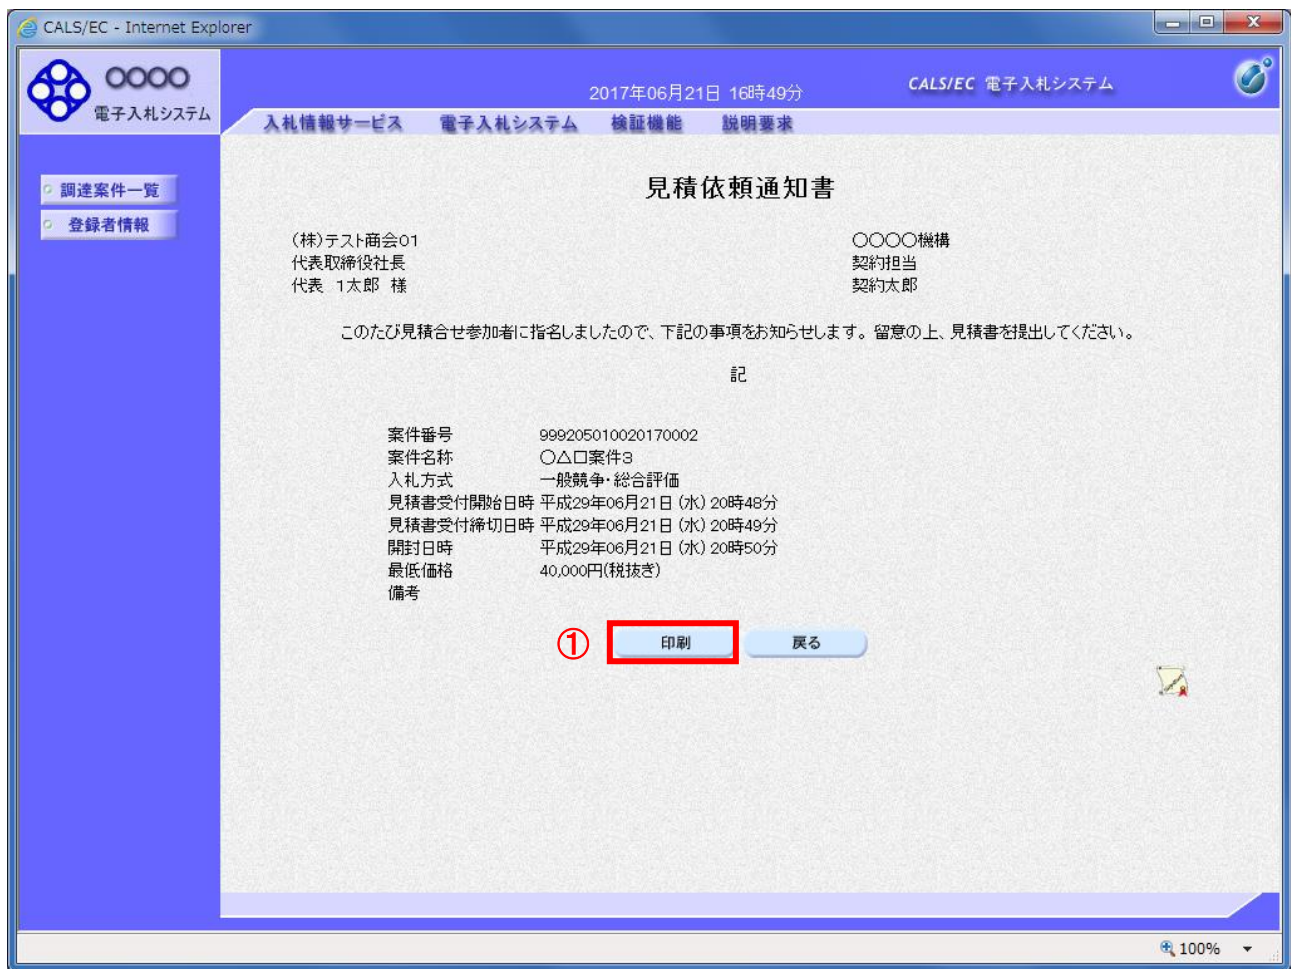 CALS/EC - Internet Explorer
〇〇〇〇
電子入札システム
2017年06月21日 16時49分
CALS/EC 電子入札システム
入札情報サービス 電子入札システム 検証機能 説明要求
調達案件一覧
登録者情報
見積依頼通知書
(株)テスト商会01
代表取締役社長
代表 1太郎 様
〇〇〇〇機構
契約担当
契約太郎
このたび見積合せ参加者に指名しましたので、下記の事項をお知らせします。留意の上、見積書を提出してください。
記
案件番号 999205010020170002
案件名称 〇△口案件3
入札方式 一般競争・総合評価
見積書受付開始日時 平成29年06月21日 (水) 20時48分
見積書受付締切日時 平成29年06月21日 (水) 20時49分
開封日時 平成29年06月21日 (水) 20時50分
最低価格 40,000円(税抜き)
備考
① 印刷 戻る
100%